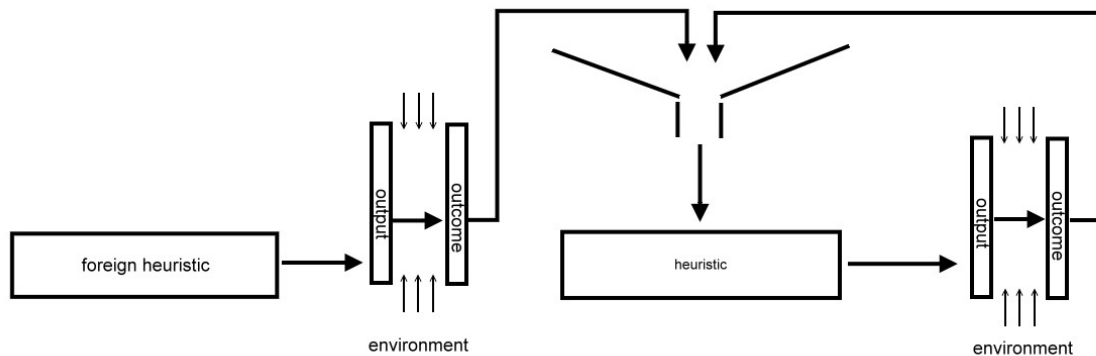 foreign heuristic
output
outcome
environment
heuristic
output
outcome
environment